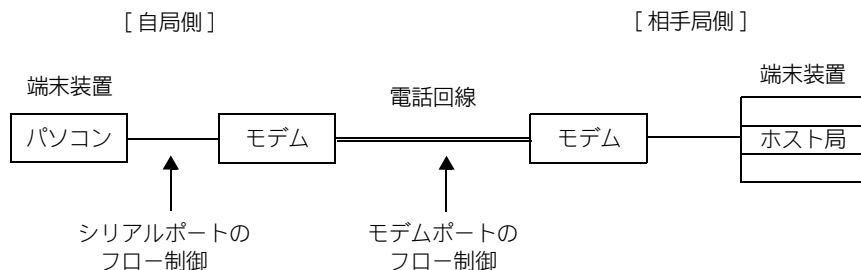 [ 自局側 ]
[ 相手局側 ]
端末装置
端末装置
電話回線
パソコン
モデム
モデム
ホスト局
シリアルポートの
フロー制御
モデムポートの
フロー制御